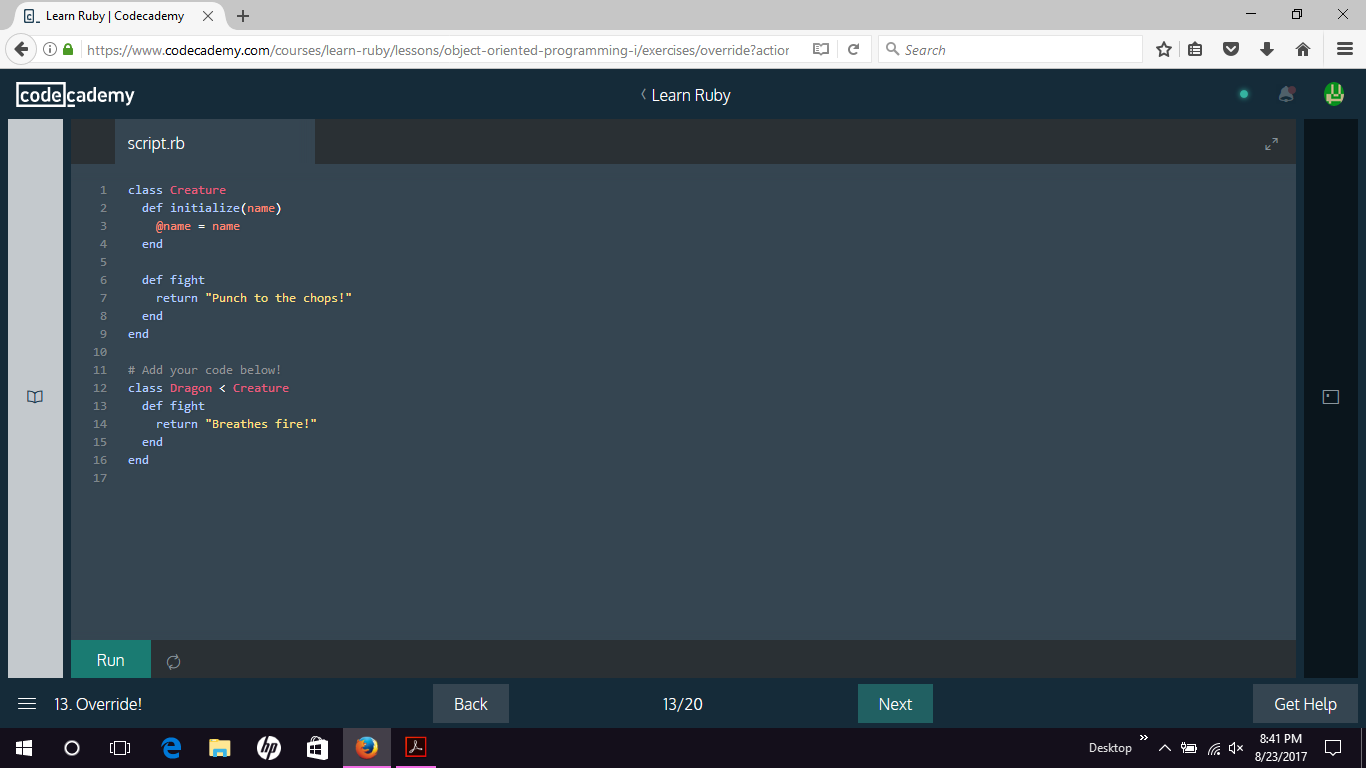 Learn Ruby | Codecademy
https://www.codecademy.com/courses/learn-ruby/lessons/object-oriented-programming-i/exercises/override?action
Search
codecademy
Learn Ruby
script.rb
1 class Creature
2   def initialize(name)
3     @name = name
4   end
5
6   def fight
7     return "Punch to the chops!"
8   end
9 end
10
11 # Add your code below!
12 class Dragon < Creature
13   def fight
14     return "Breathes fire!"
15   end
16 end
17
Run
13. Override!
Back
13/20
Next
Get Help
hp
Desktop
8:41 PM
8/23/2017